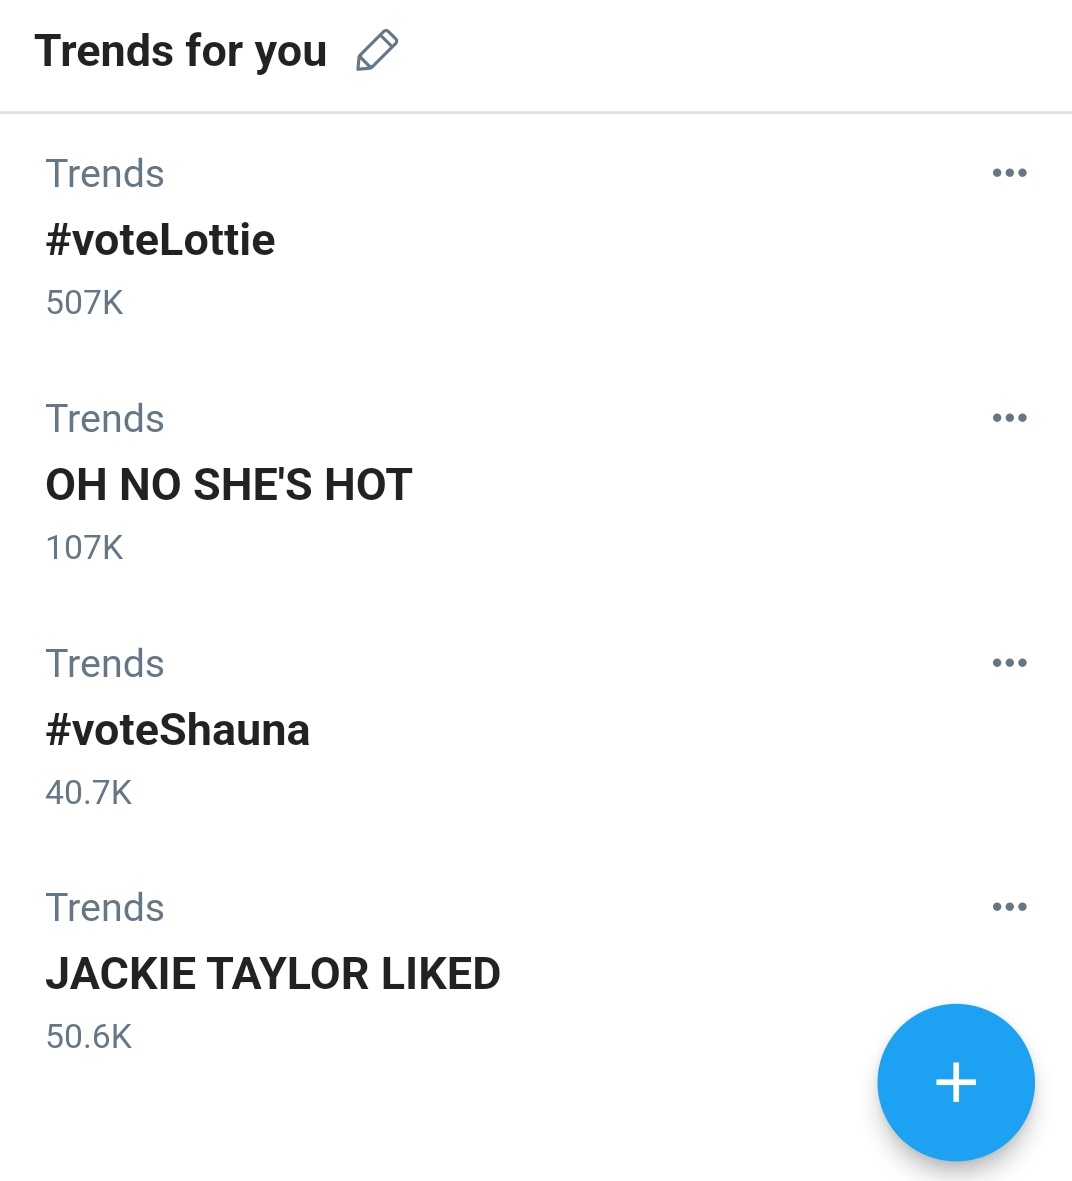 Trends for you
Trends
#voteLottie
507K
Trends
OH NO SHE'S HOT
107K
Trends
#voteShauna
40.7K
Trends
JACKIE TAYLOR LIKED
50.6K